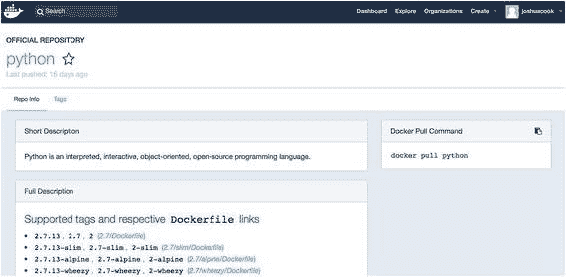 Search
Dashboard Explore Organizations Create joshuacook
OFFICIAL REPOSITORY
python
Last pushed: 15 days ago
Repo Info Tags
Short Description
Docker Pull Command
Python is an interpreted, interactive, object-oriented, open-source programming language.
docker pull python
Full Description
Supported tags and respective Dockerfile links
2.7.13, 2.7, 2 (2.7/Dockerfile)
2.7.13-slim, 2.7-slim, 2-slim (2.7/slim/Dockerfile)
2.7.13-alpine, 2.7-alpine, 2-alpine (2.7/alpine/Dockerfile)
2.7.13-wheezy, 2.7-wheezy, 2-wheezy (2.7/wheezy/Dockerfile)